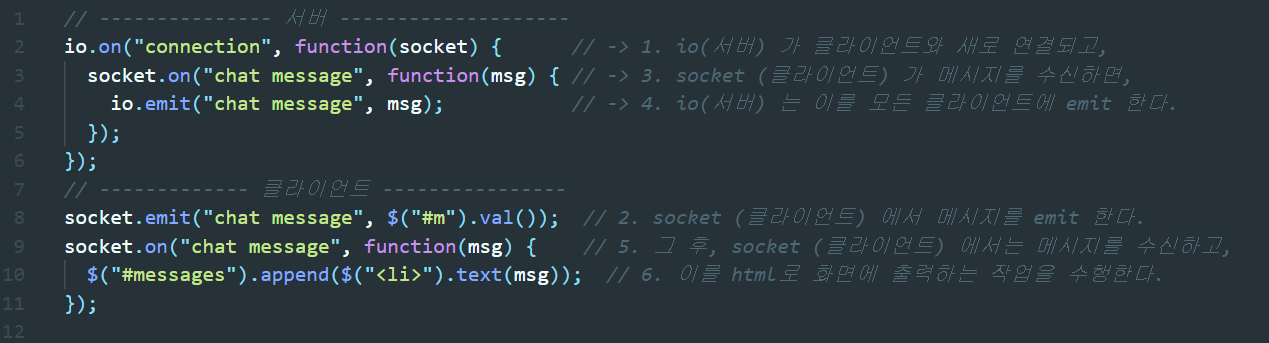 1 // --------------- 서버 --------------------
2 io.on("connection", function(socket) { // -> 1. io(서버) 가 클라이언트와 새로 연결되고,
3 socket.on("chat message", function(msg) { // -> 3. socket (클라이언트) 가 메시지를 수신하면,
4 io.emit("chat message", msg); // -> 4. io(서버) 는 이를 모든 클라이언트에 emit 한다.
5 });
6 });
7 // ------------- 클라이언트 ----------------
8 socket.emit("chat message", $("#m").val()); // 2. socket (클라이언트) 에서 메시지를 emit 한다.
9 socket.on("chat message", function(msg) { // 5. 그 후, socket (클라이언트) 에서는 메시지를 수신하고,
10 $("#messages").append($("<li>").text(msg)); // 6. 이를 html로 화면에 출력하는 작업을 수행한다.
11 });
12